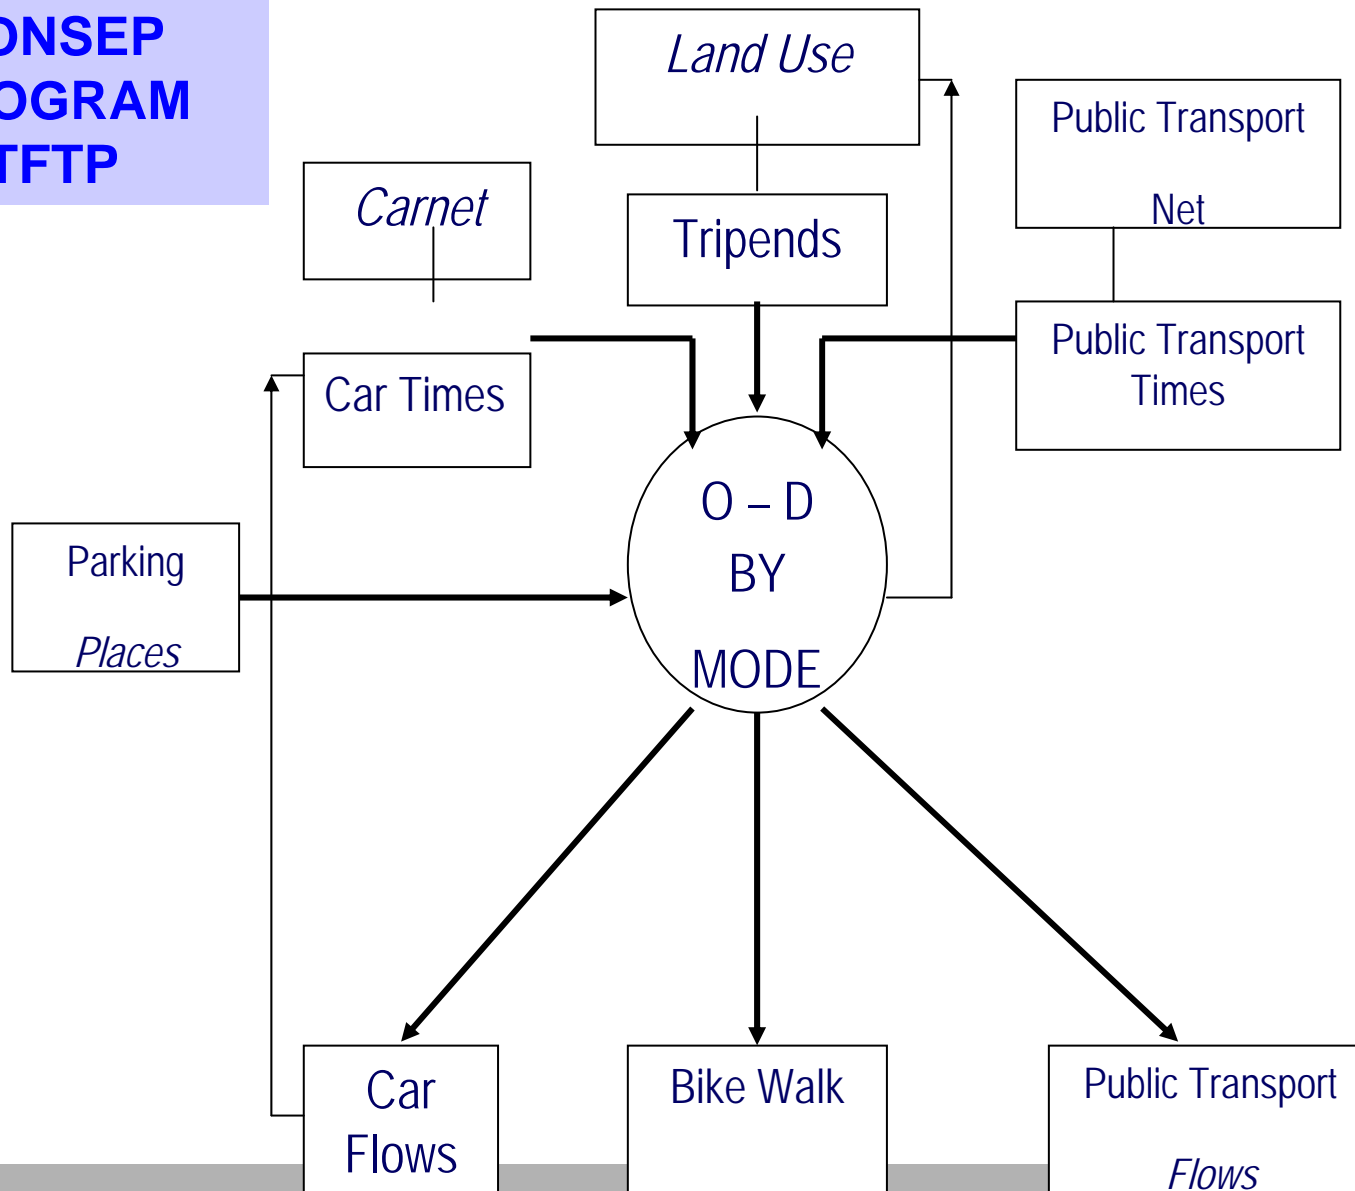 ONSEP
OGRAM
TFTP
Land Use
Public Transport
Net
Carnet
Tripends
Public Transport
Times
Car Times
O – D
BY
MODE
Parking
Places
Car
Flows
Bike Walk
Public Transport
Flows